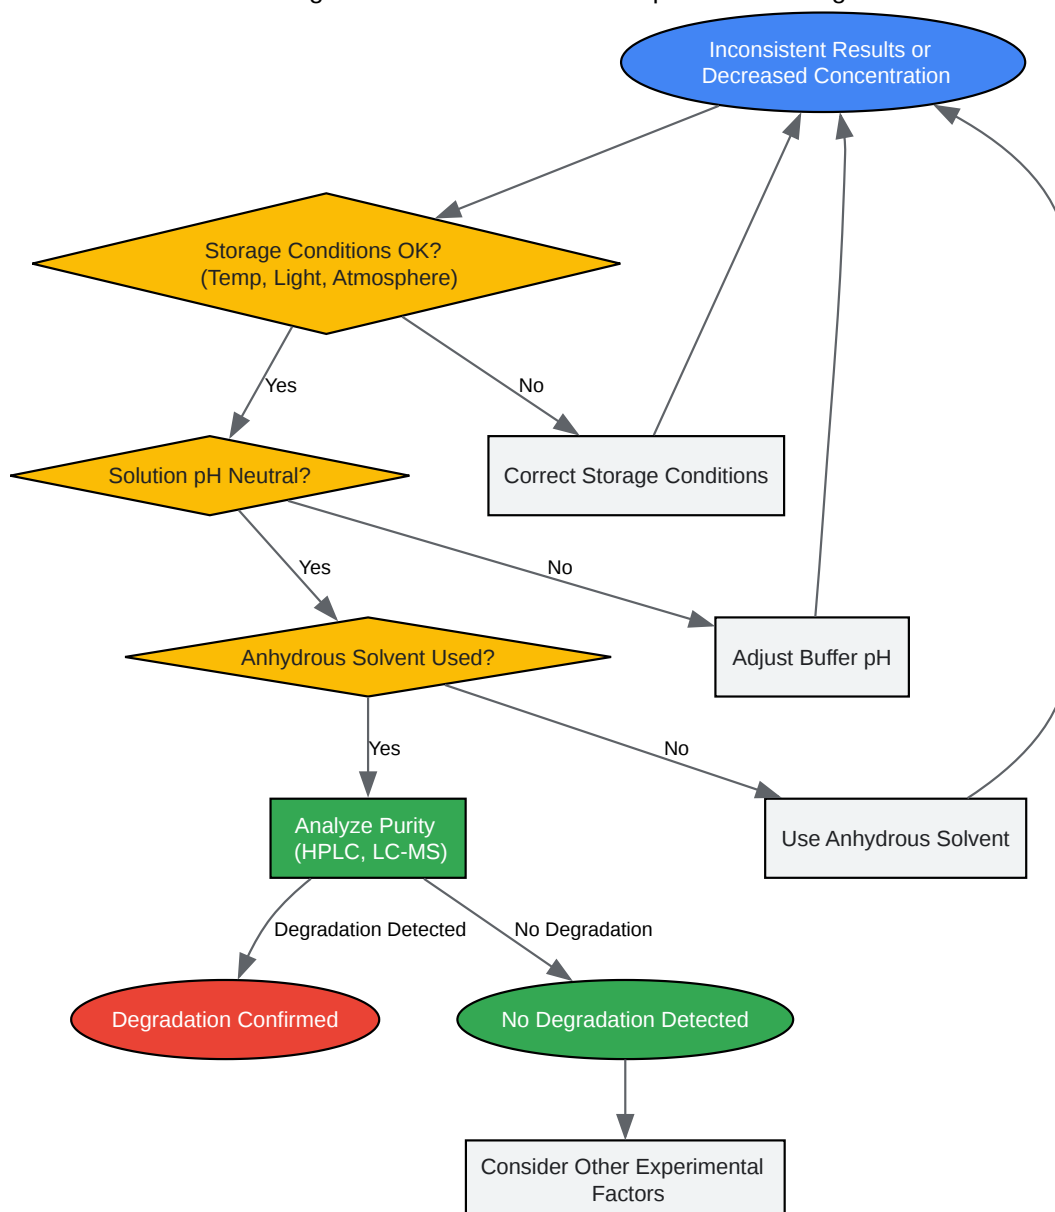 Inconsistent Results or
Decreased Concentration
Storage Conditions OK?
(Temp, Light, Atmosphere)
Yes
No
Solution pH Neutral?
Correct Storage Conditions
Yes
No
Anhydrous Solvent Used?
Adjust Buffer pH
Yes
No
Analyze Purity
(HPLC, LC-MS)
Use Anhydrous Solvent
Degradation Detected
No Degradation
Degradation Confirmed
No Degradation Detected
Consider Other Experimental
Factors